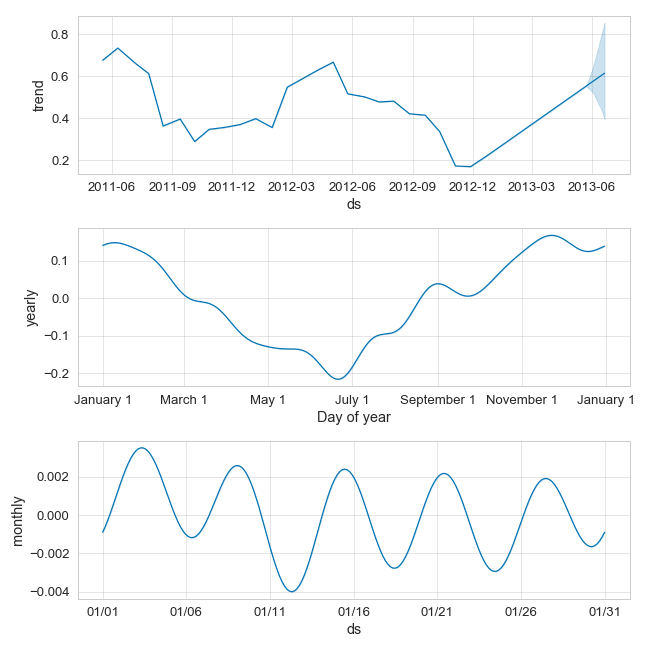 0.8
0.6
0.4
0.2
trend
2011-06 2011-09 2011-12 2012-03 2012-06 2012-09 2012-12 2013-03 2013-06
ds
0.1
0.0
−0.1
−0.2
yearly
January 1 March 1 May 1 July 1 September 1 November 1 January 1
Day of year
0.002
0.000
−0.002
−0.004
monthly
01/01 01/06 01/11 01/16 01/21 01/26 01/31
ds